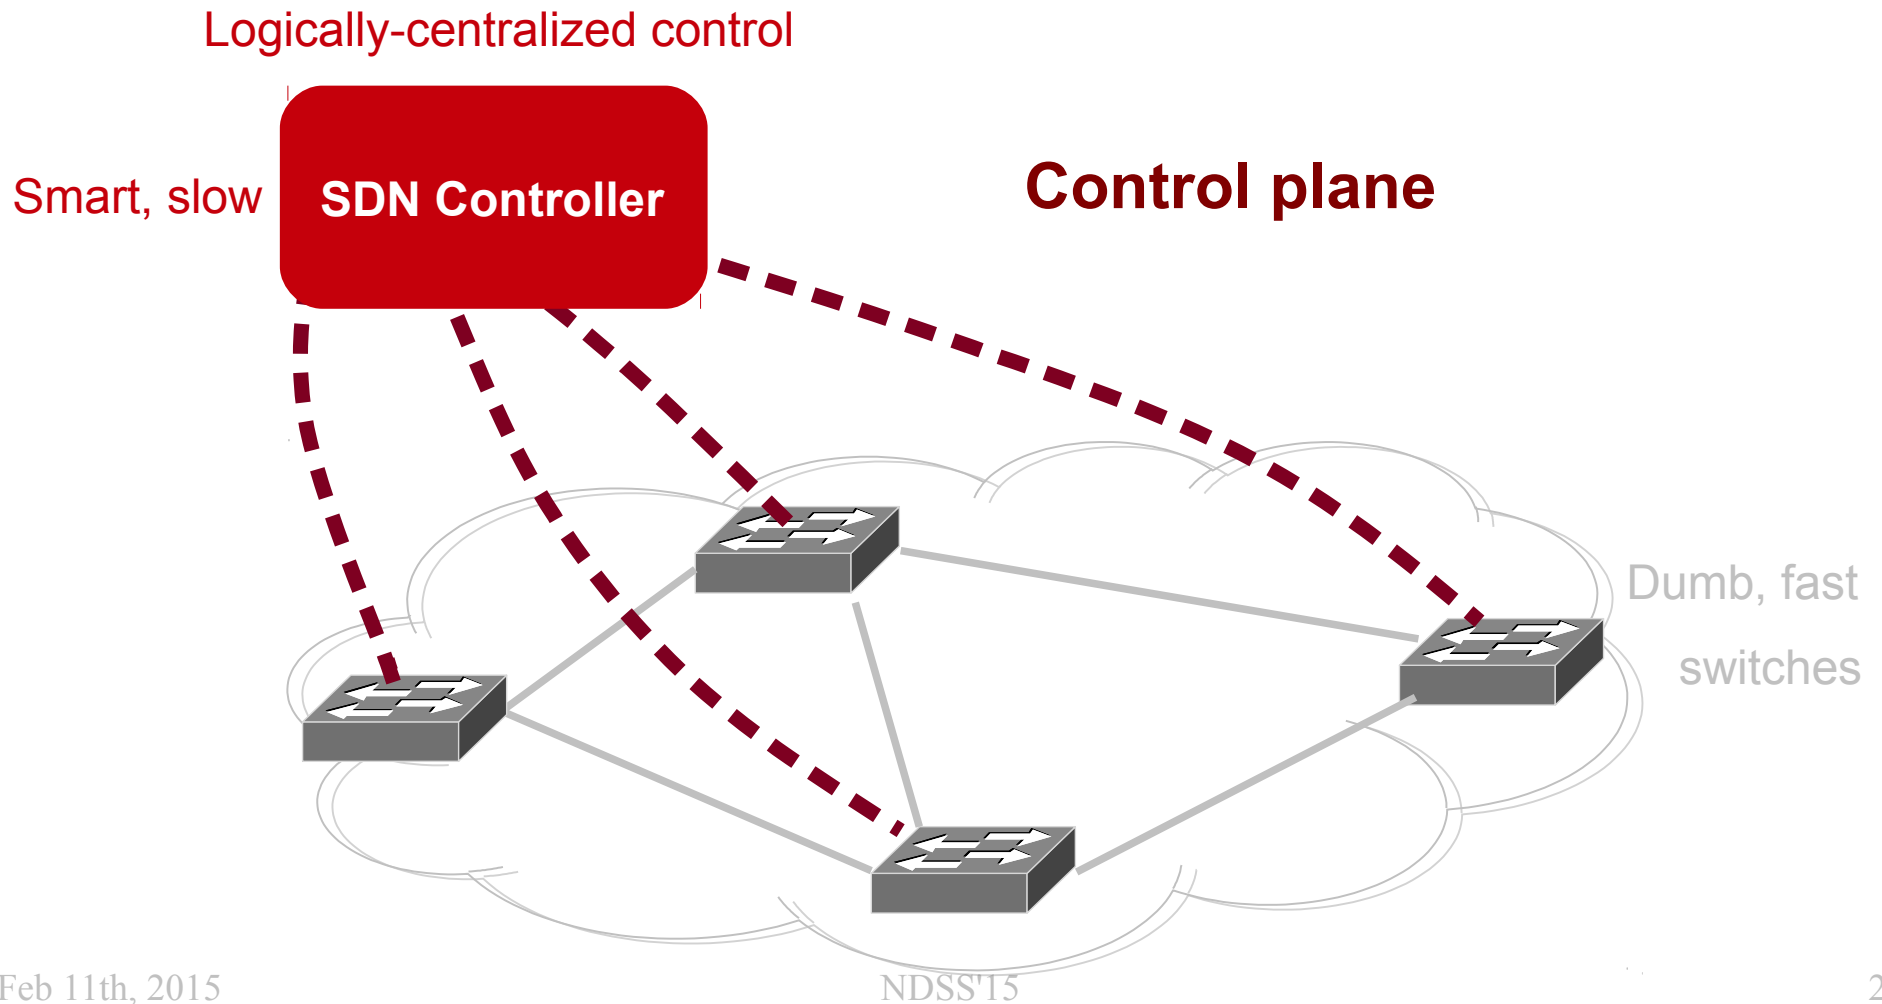 Logically-centralized control
Smart, slow
SDN Controller
Control plane
Dumb, fast
switches
Feb 11th, 2015
NDSS'15
2